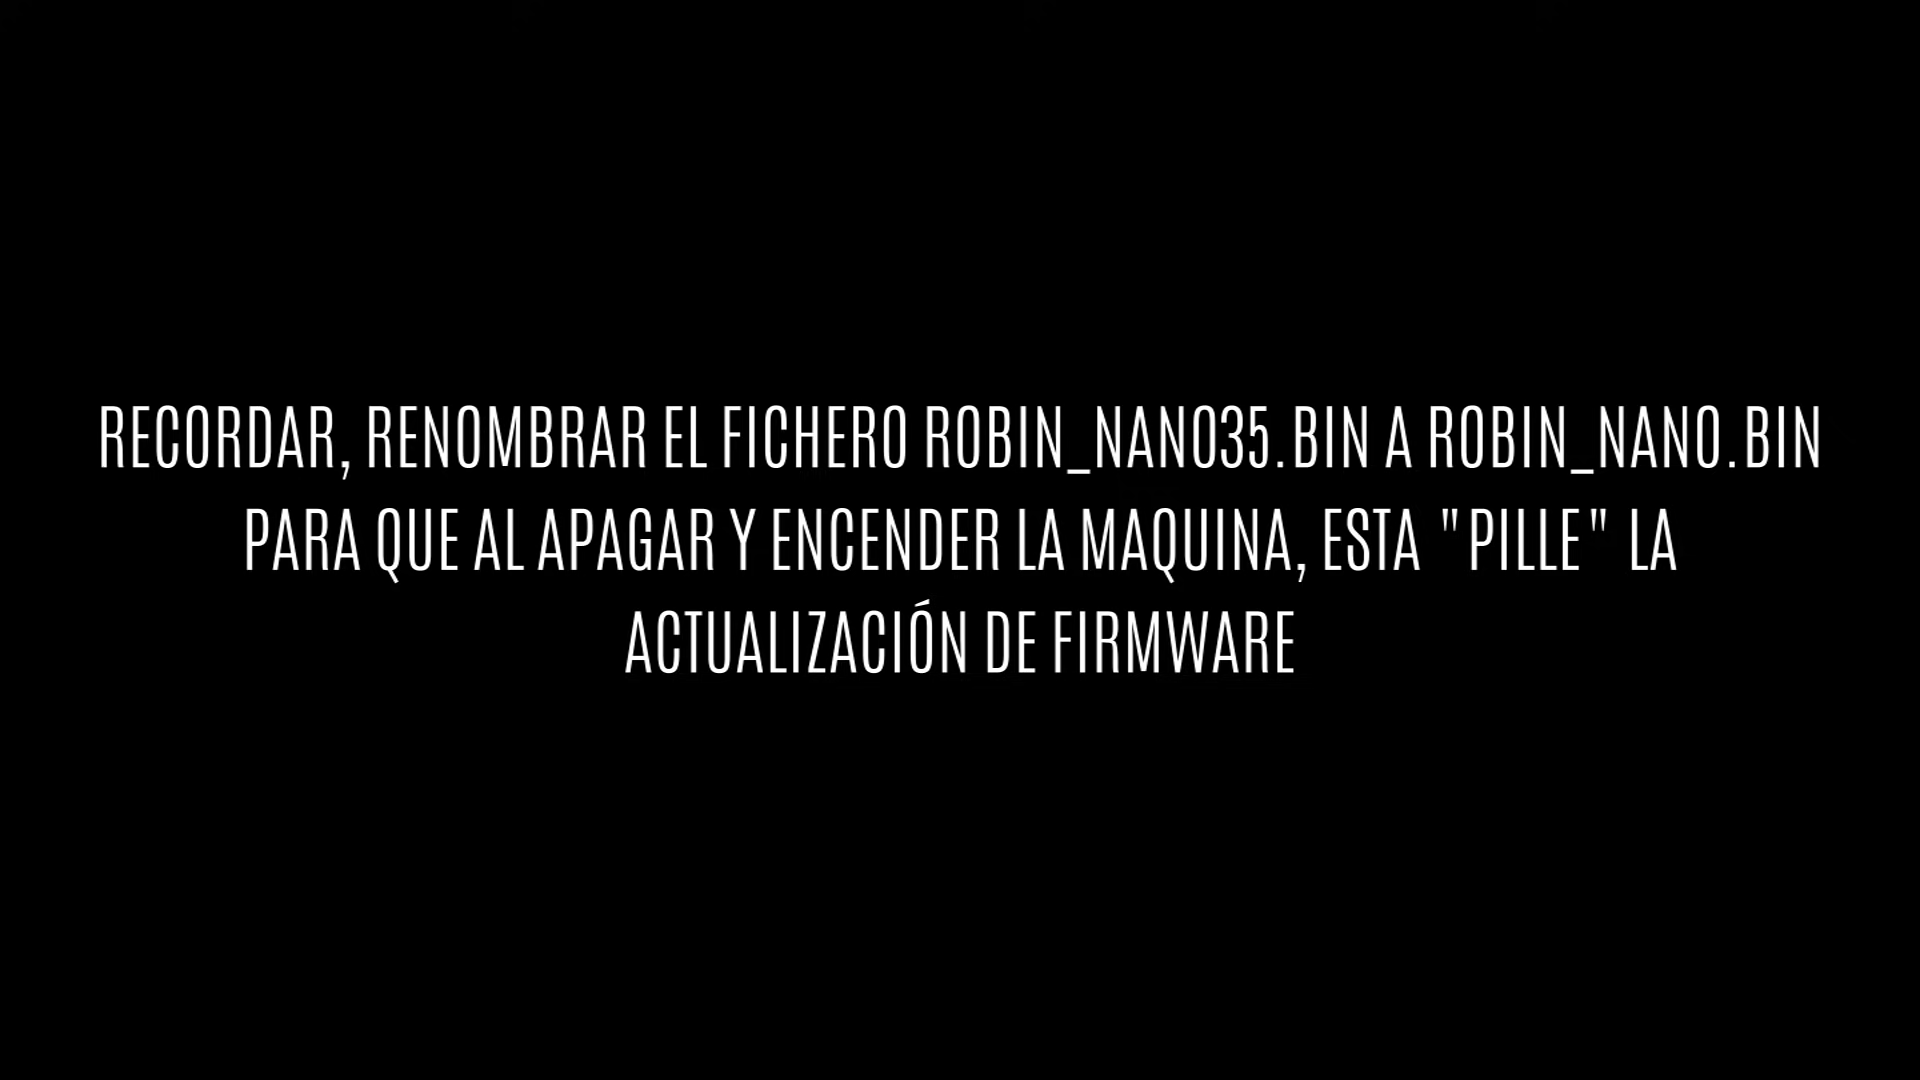 RECORDAR, RENOMBRAR EL FICHERO ROBIN_NANO35.BIN A ROBIN_NANO.BIN
PARA QUE AL APAGAR Y ENCENDER LA MAQUINA, ESTA "PILLE" LA
ACTUALIZACIÓN DE FIRMWARE